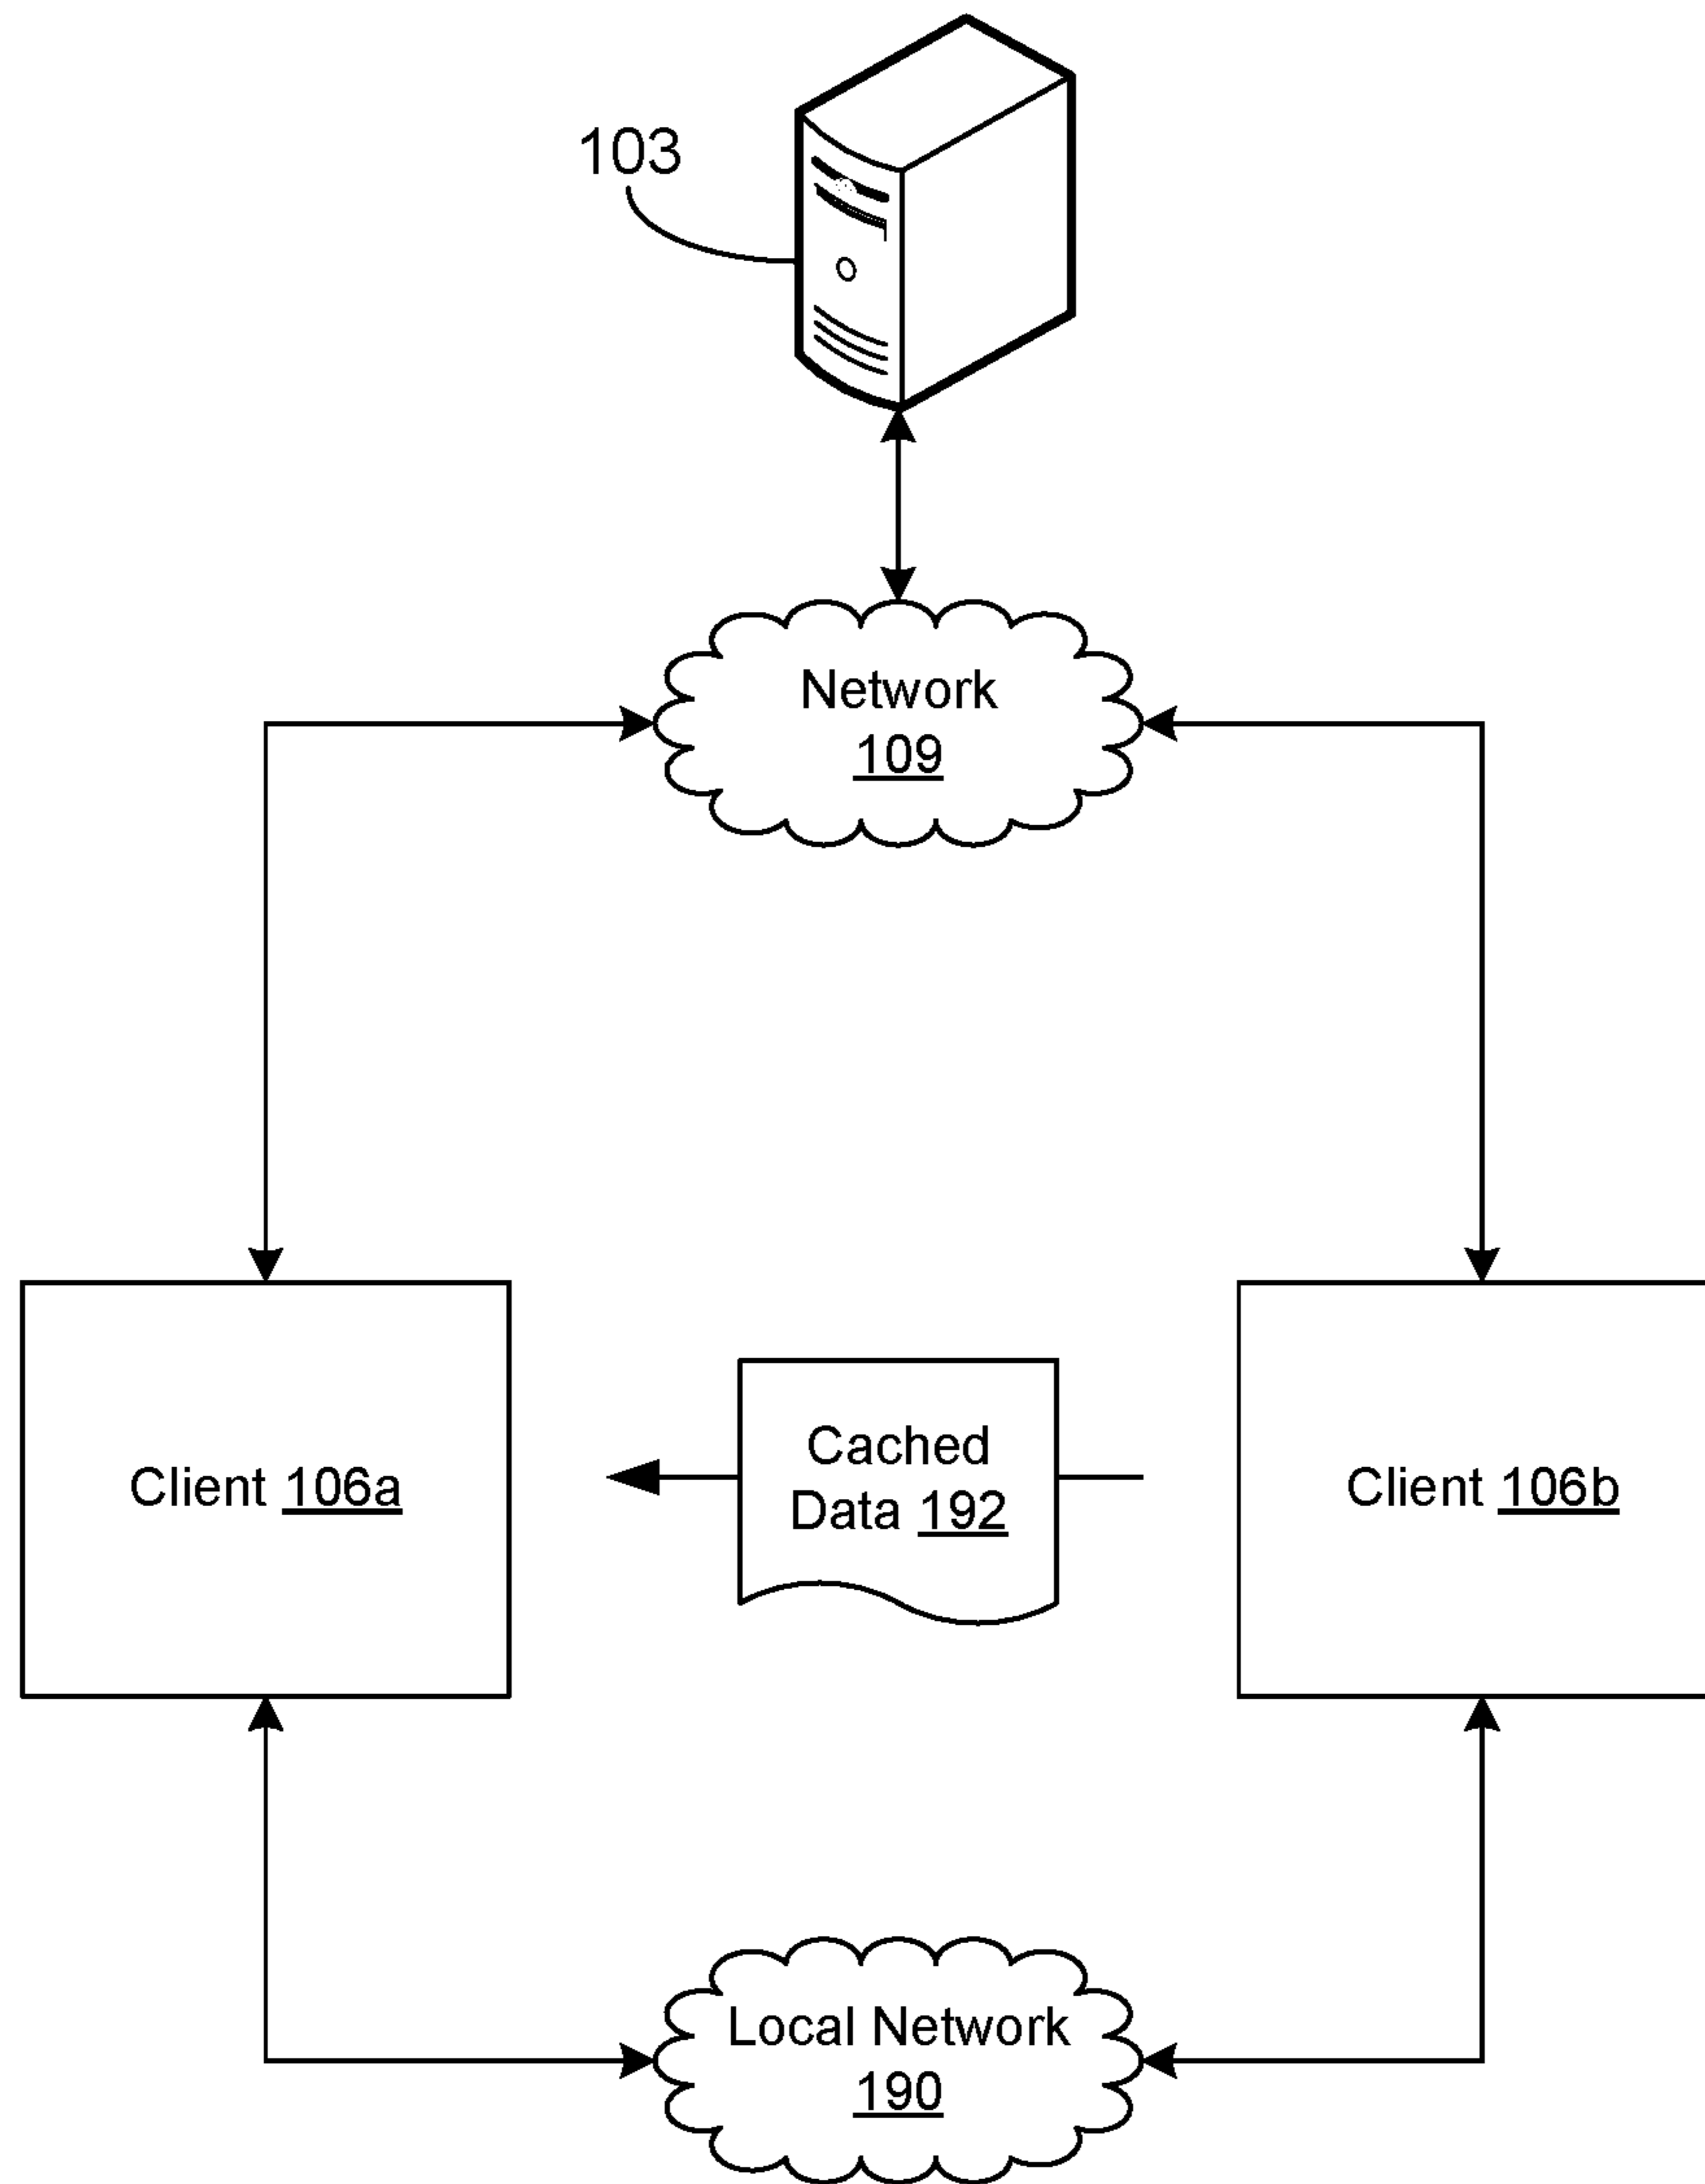 103
Network
109
Client 106a
Cached
Data 192
Client 106b
Local Network
190